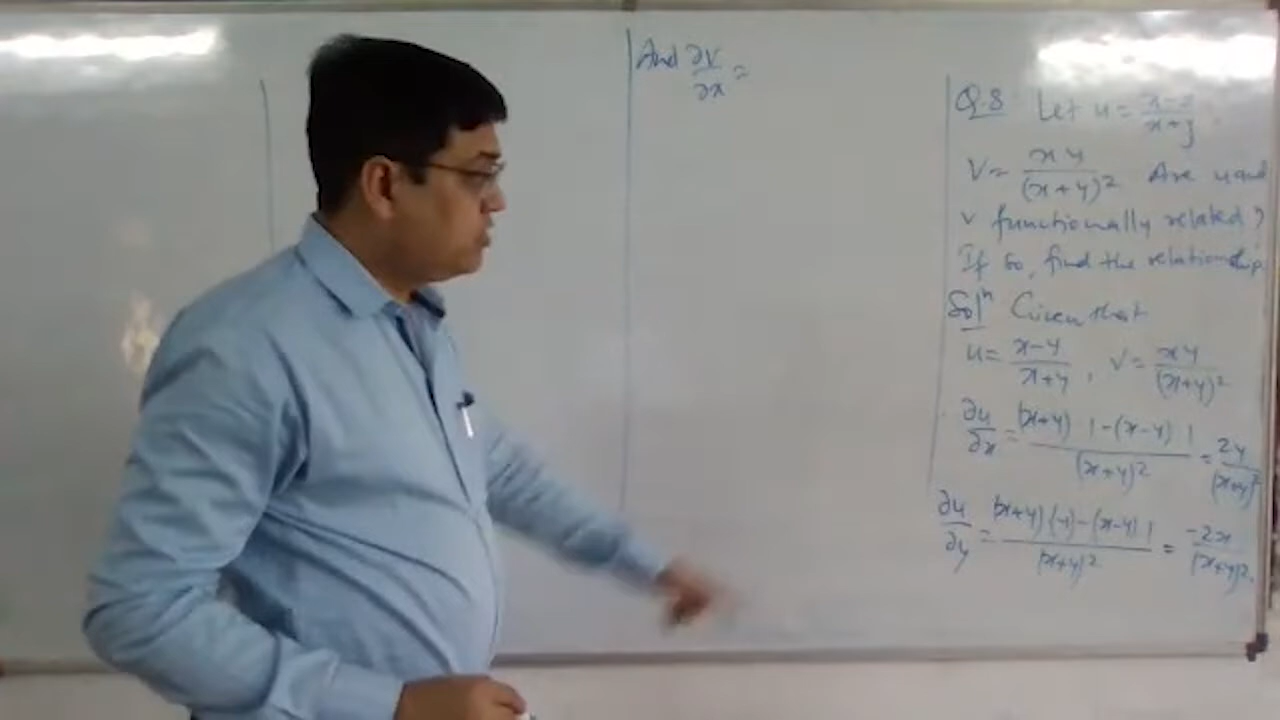 And ∂V/∂x =
Q.8 Let u = x-y/x+y,
V = xy/(x+y)² Are u and
v functionally related?
If so, find the relationship
Solⁿ Given that
u = x-y/x+y, V = xy/(x+y)²
∂u/∂x = (x+y) 1-(x-y) 1/(x+y)² = 2y/(x+y)²
∂u/∂y = (x+y)(-1)-(x-y) 1/(x+y)² = -2x/(x+y)².